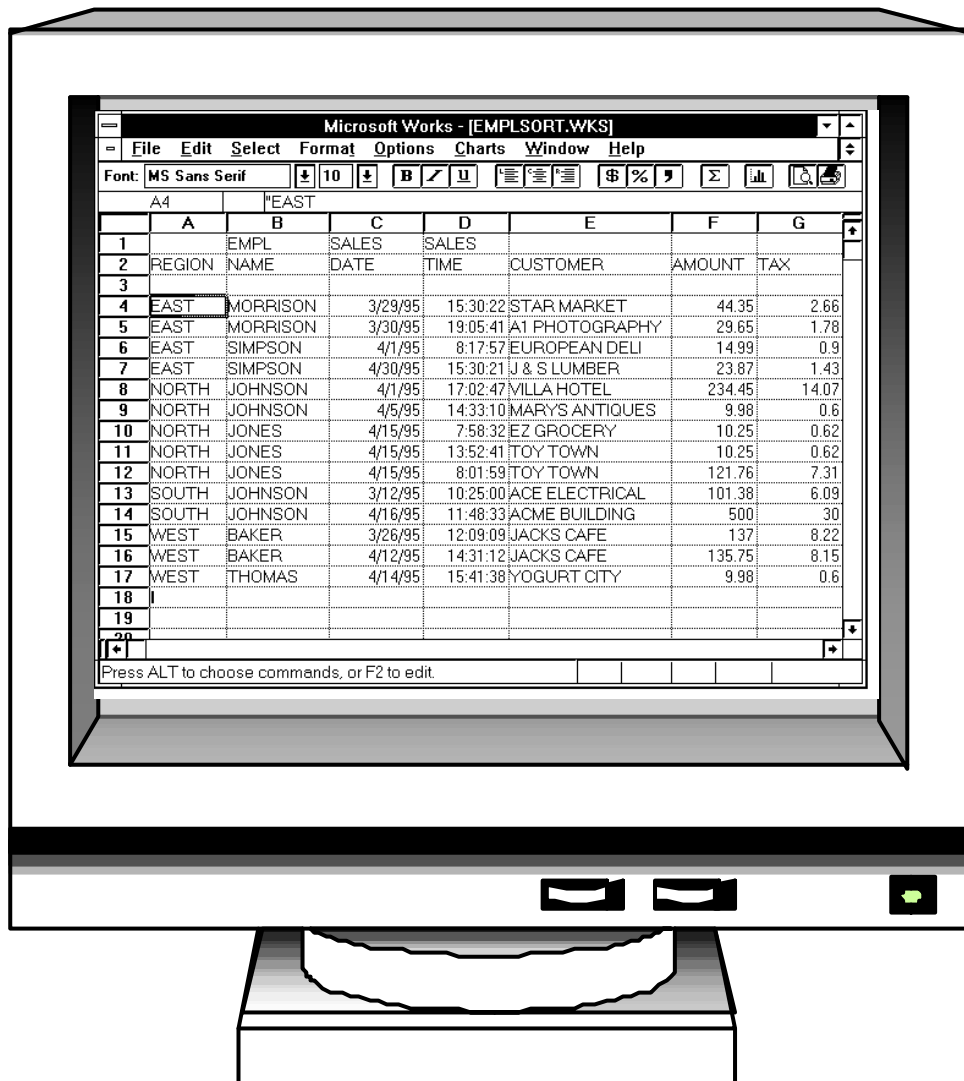 Microsoft Works - [EMPLSORT.WKS]
File Edit Select Format Options Charts Window Help
Font: MS Sans Serif 10 B I U L C R $ % , Σ
A4 "EAST
A B C D E F G
1 EMPL SALES SALES
2 REGION NAME DATE TIME CUSTOMER AMOUNT TAX
3
4 EAST MORRISON 3/29/95 15:30:22 STAR MARKET 44.35 2.66
5 EAST MORRISON 3/30/95 19:05:41 A1 PHOTOGRAPHY 29.65 1.78
6 EAST SIMPSON 4/1/95 8:17:57 EUROPEAN DELI 14.99 0.9
7 EAST SIMPSON 4/30/95 15:30:21 J & S LUMBER 23.87 1.43
8 NORTH JOHNSON 4/1/95 17:02:47 VILLA HOTEL 234.45 14.07
9 NORTH JOHNSON 4/5/95 14:33:10 MARYS ANTIQUES 9.98 0.6
10 NORTH JONES 4/15/95 7:58:32 EZ GROCERY 10.25 0.62
11 NORTH JONES 4/15/95 13:52:41 TOY TOWN 10.25 0.62
12 NORTH JONES 4/15/95 8:01:59 TOY TOWN 121.76 7.31
13 SOUTH JOHNSON 3/12/95 10:25:00 ACE ELECTRICAL 101.38 6.09
14 SOUTH JOHNSON 4/16/95 11:48:33 ACME BUILDING 500 30
15 WEST BAKER 3/26/95 12:09:09 JACKS CAFE 137 8.22
16 WEST BAKER 4/12/95 14:31:12 JACKS CAFE 135.75 8.15
17 WEST THOMAS 4/14/95 15:41:38 YOGURT CITY 9.98 0.6
18
19
20
Press ALT to choose commands, or F2 to edit.